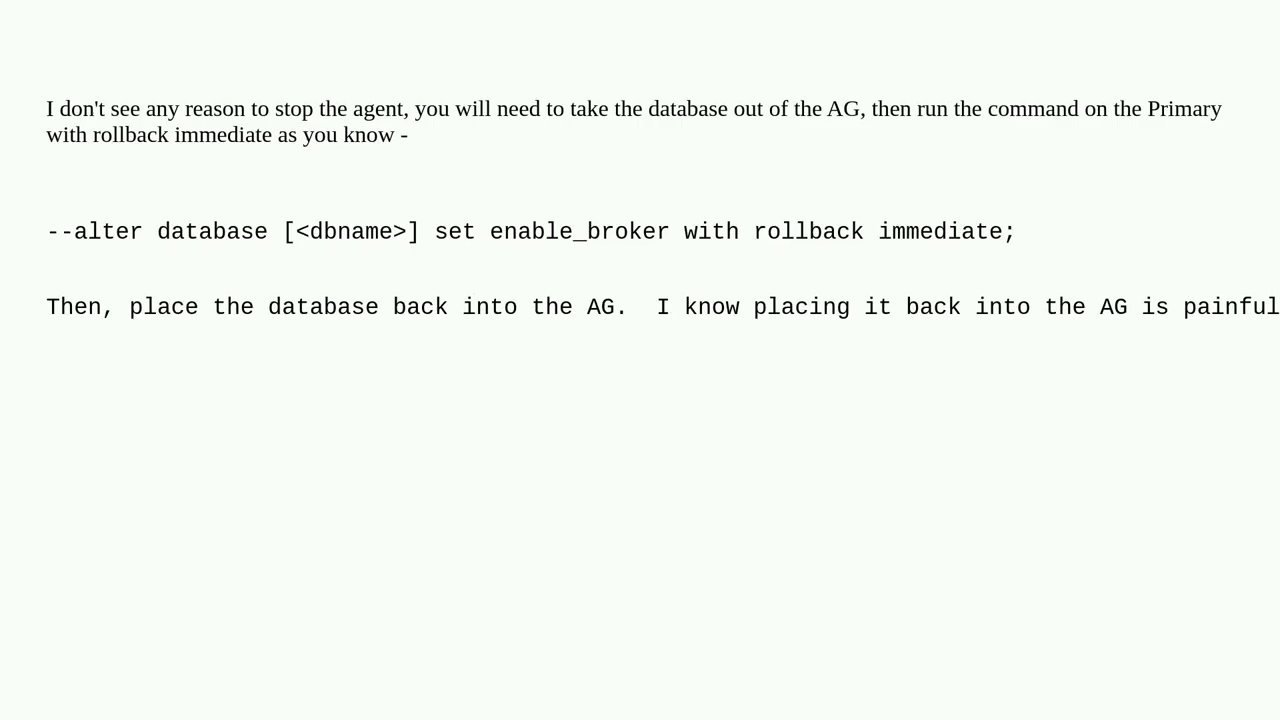 I don't see any reason to stop the agent, you will need to take the database out of the AG, then run the command on the Primary
with rollback immediate as you know -
--alter database [<dbname>] set enable_broker with rollback immediate;
Then, place the database back into the AG.  I know placing it back into the AG is painful